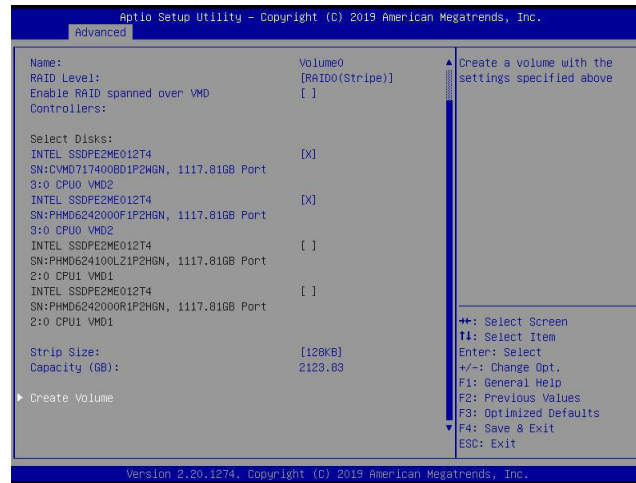 Aptio Setup Utility – Copyright (C) 2019 American Megatrends, Inc.
Advanced
Name: Volume0
RAID Level: [RAID0(Stripe)]
Enable RAID spanned over VMD [ ]
Controllers:
Select Disks:
INTEL SSDPE2ME012T4 [X]
SN:CVMD717400BD1P2WGN, 1117.81GB Port
3:0 CPU0 VMD2
INTEL SSDPE2ME012T4 [X]
SN:PHMD6242000F1P2HGN, 1117.81GB Port
3:0 CPU0 VMD2
INTEL SSDPE2ME012T4 [ ]
SN:PHMD624100LZ1P2HGN, 1117.81GB Port
2:0 CPU1 VMD1
INTEL SSDPE2ME012T4 [ ]
SN:PHMD6242000R1P2HGN, 1117.81GB Port
2:0 CPU1 VMD1
Strip Size: [128KB]
Capacity (GB): 2123.83
Create Volume
Create a volume with the
settings specified above
→←: Select Screen
↑↓: Select Item
Enter: Select
+/-: Change Opt.
F1: General Help
F2: Previous Values
F3: Optimized Defaults
F4: Save & Exit
ESC: Exit
Version 2.20.1274. Copyright (C) 2019 American Megatrends, Inc.